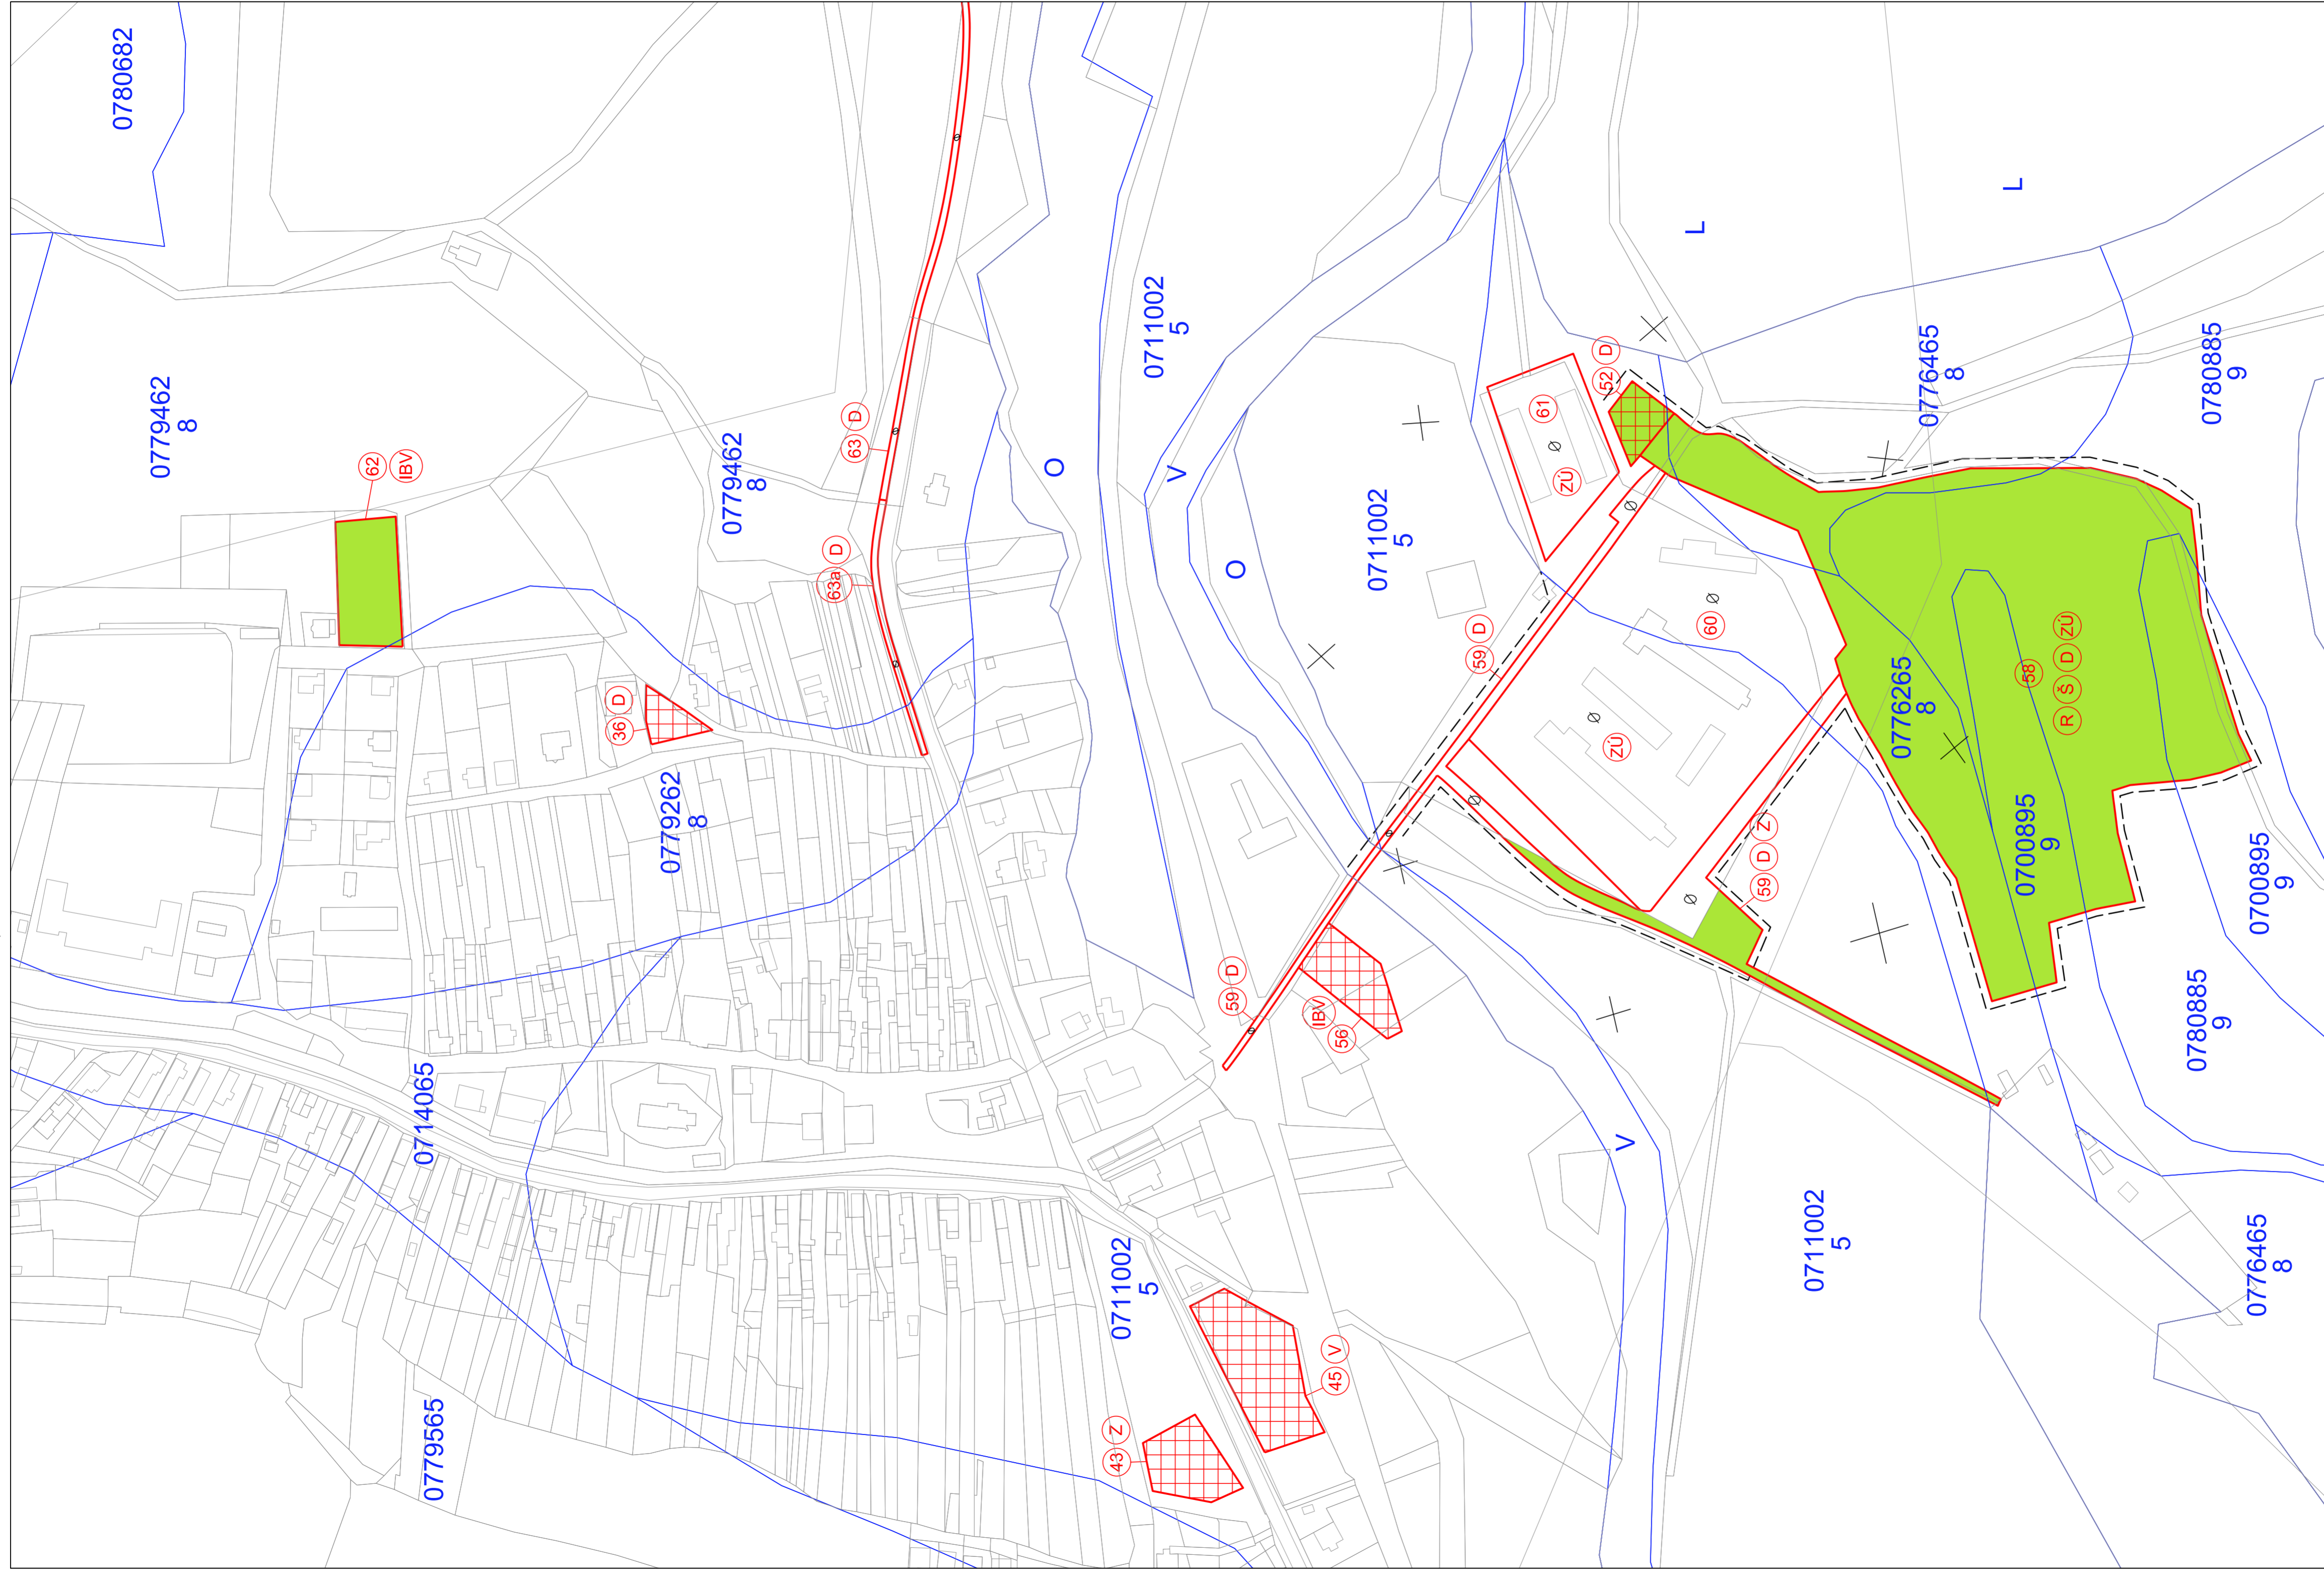 0780682
0779462
8
62
IBV
0714065
0779565
36 D
0779262
8
0779462
8
63a D
63 D
O
43 Z
0711002
5
0711002
5
V
59 D
O
IBV
56
45 V
0711002
5
59 D
61
ZÚ
52 D
ZÚ
V
L
60
59 D Z
0711002
5
0776265
8
0776465
8
L
0700895
9
58
R Š D ZÚ
0780885
9
0780885
9
0776465
8
0700895
9